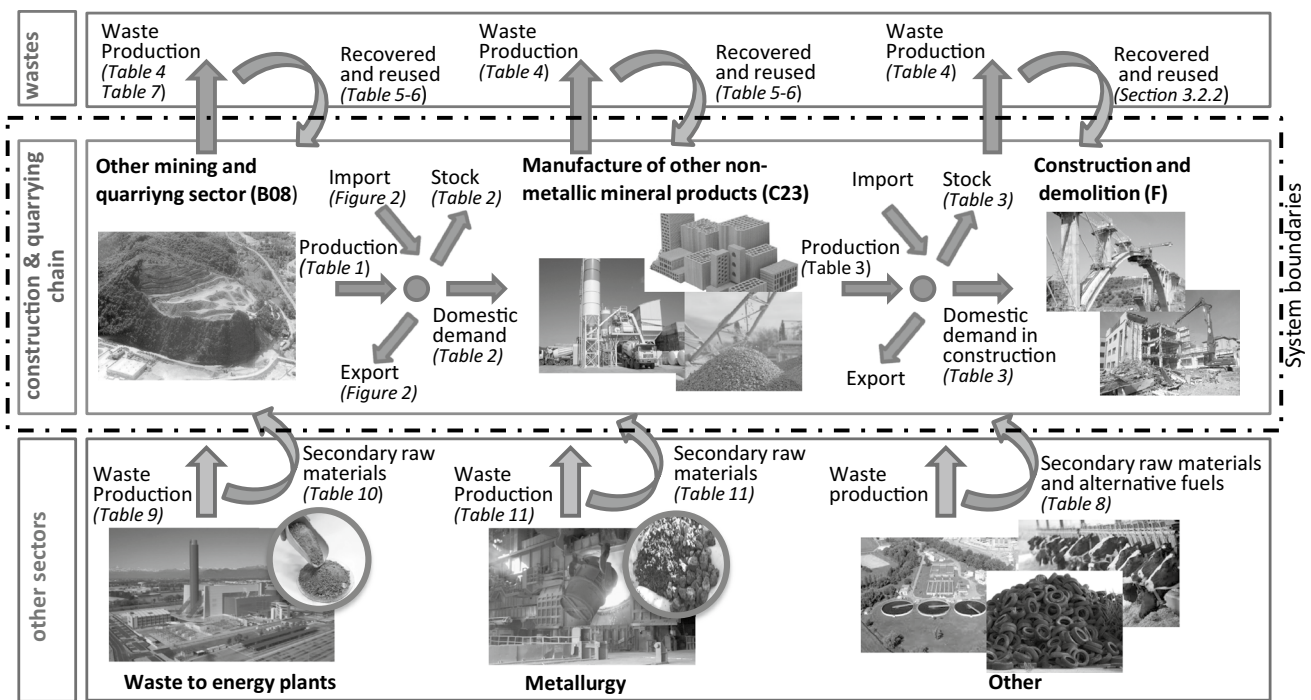 wastes
Waste
Production
(Table 4
Table 7)
Recovered
and reused
(Table 5-6)
Waste
Production
(Table 4)
Recovered
and reused
(Table 5-6)
Waste
Production
(Table 4)
Recovered
and reused
(Section 3.2.2)
construction & quarrying
chain
Other mining and
quarriyng sector (B08)
Import
(Figure 2)
Stock
(Table 2)
Production
(Table 1)
Domestic
demand
(Table 2)
Export
(Figure 2)
Manufacture of other non-
metallic mineral products (C23)
Import
Stock
(Table 3)
Production
(Table 3)
Domestic
demand in
construction
(Table 3)
Export
Construction and
demolition (F)
System boundaries
other sectors
Waste
Production
(Table 9)
Secondary raw
materials
(Table 10)
Waste to energy plants
Waste
Production
(Table 11)
Secondary raw
materials
(Table 11)
Metallurgy
Waste
production
Secondary raw materials
and alternative fuels
(Table 8)
Other